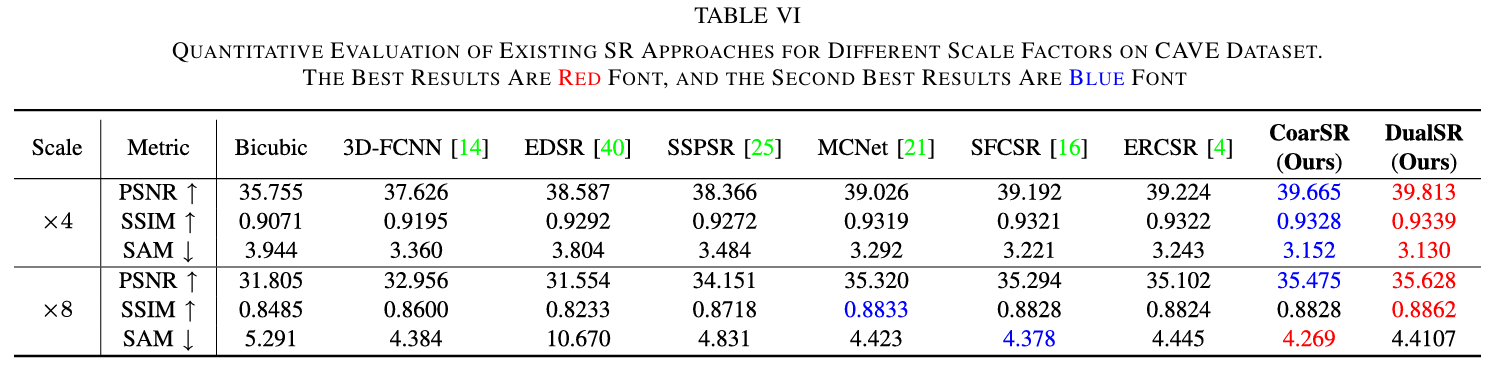 TABLE VI
QUANTITATIVE EVALUATION OF EXISTING SR APPROACHES FOR DIFFERENT SCALE FACTORS ON CAVE DATASET.
THE BEST RESULTS ARE RED FONT, AND THE SECOND BEST RESULTS ARE BLUE FONT
Scale Metric Bicubic 3D-FCNN [14] EDSR [40] SSPSR [25] MCNet [21] SFCSR [16] ERCSR [4] CoarSR (Ours) DualSR (Ours)
×4 PSNR ↑ 35.755 37.626 38.587 38.366 39.026 39.192 39.224 39.665 39.813
SSIM ↑ 0.9071 0.9195 0.9292 0.9272 0.9319 0.9321 0.9322 0.9328 0.9339
SAM ↓ 3.944 3.360 3.804 3.484 3.292 3.221 3.243 3.152 3.130
×8 PSNR ↑ 31.805 32.956 31.554 34.151 35.320 35.294 35.102 35.475 35.628
SSIM ↑ 0.8485 0.8600 0.8233 0.8718 0.8833 0.8828 0.8824 0.8828 0.8862
SAM ↓ 5.291 4.384 10.670 4.831 4.423 4.378 4.445 4.269 4.4107